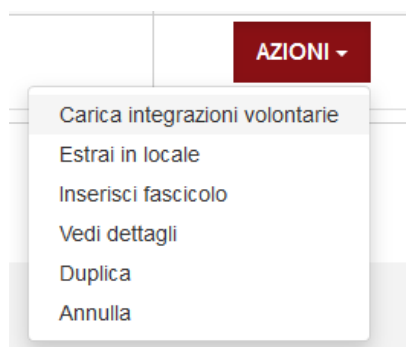 AZIONI
Carica integrazioni volontarie
Estrai in locale
Inserisci fascicolo
Vedi dettagli
Duplica
Annulla